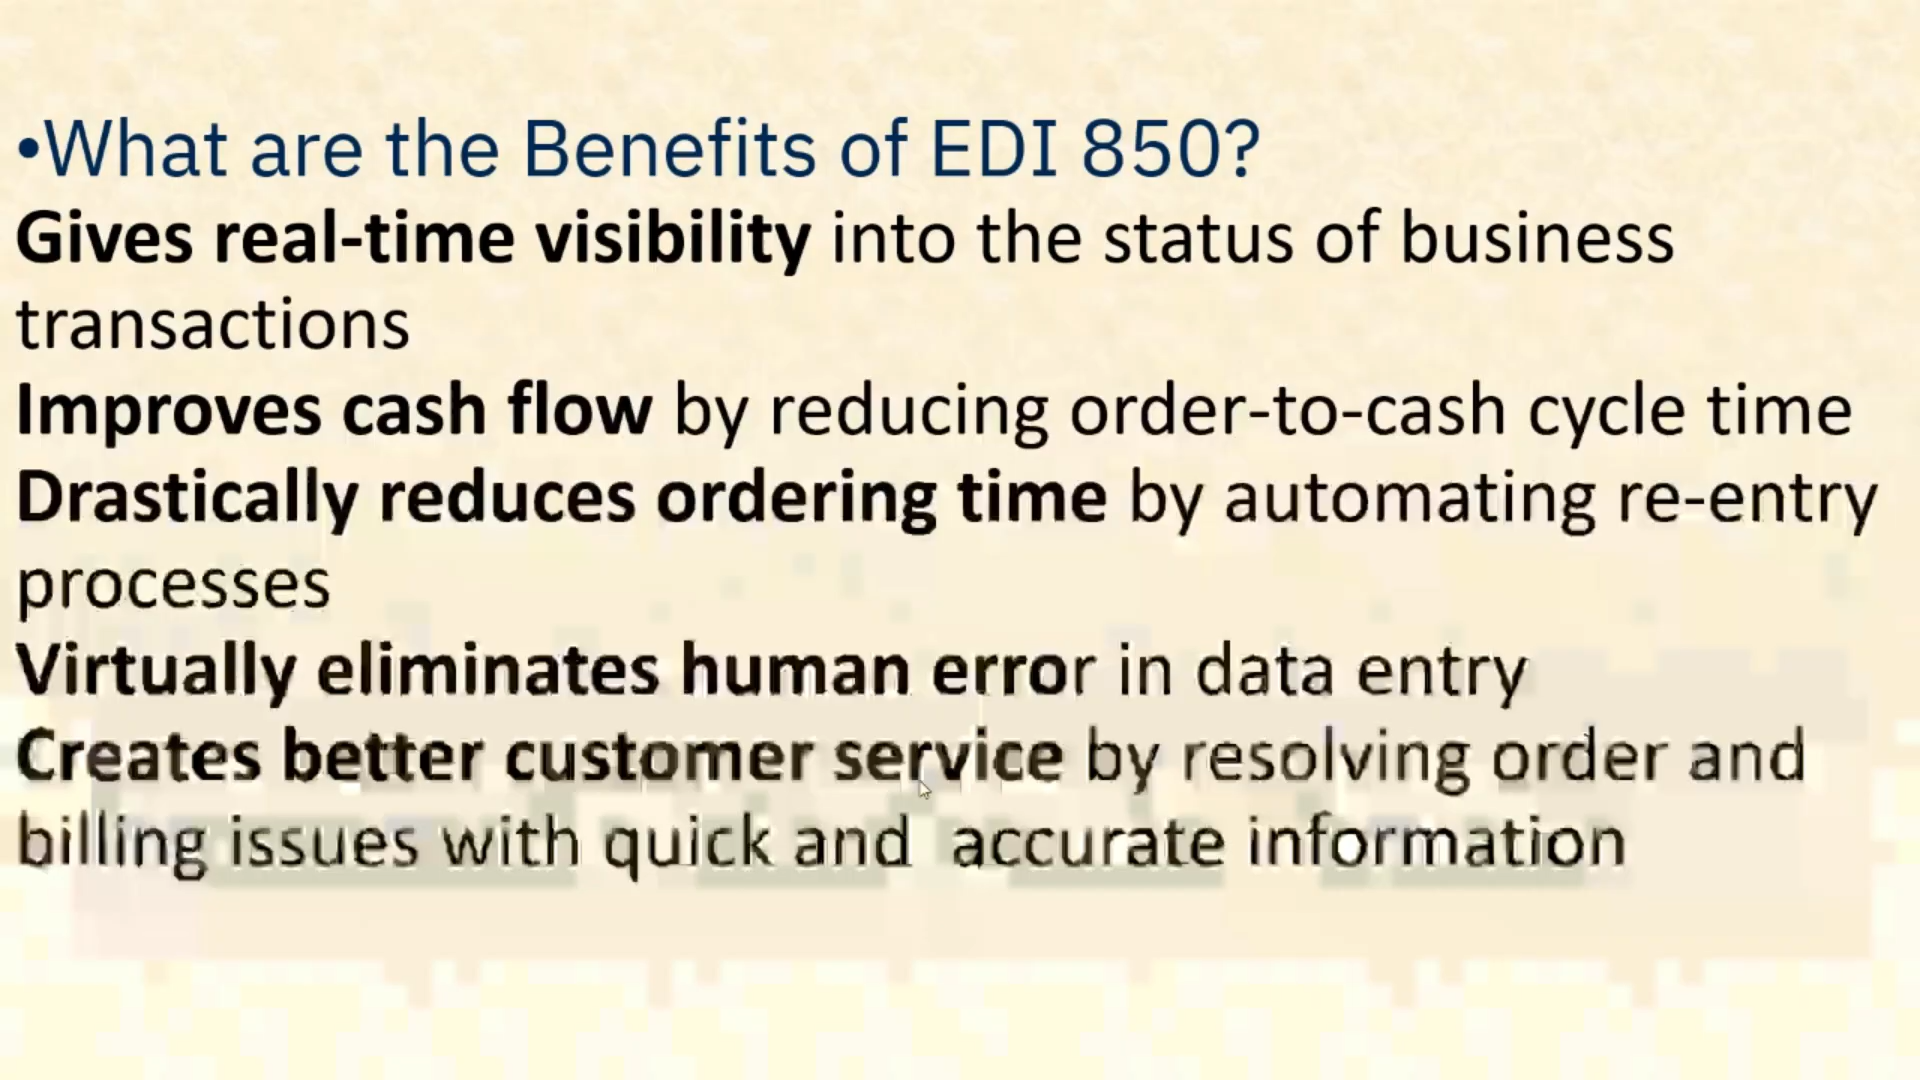 •What are the Benefits of EDI 850?
Gives real-time visibility into the status of business
transactions
Improves cash flow by reducing order-to-cash cycle time
Drastically reduces ordering time by automating re-entry
processes
Virtually eliminates human error in data entry
Creates better customer service by resolving order and
billing issues with quick and  accurate information